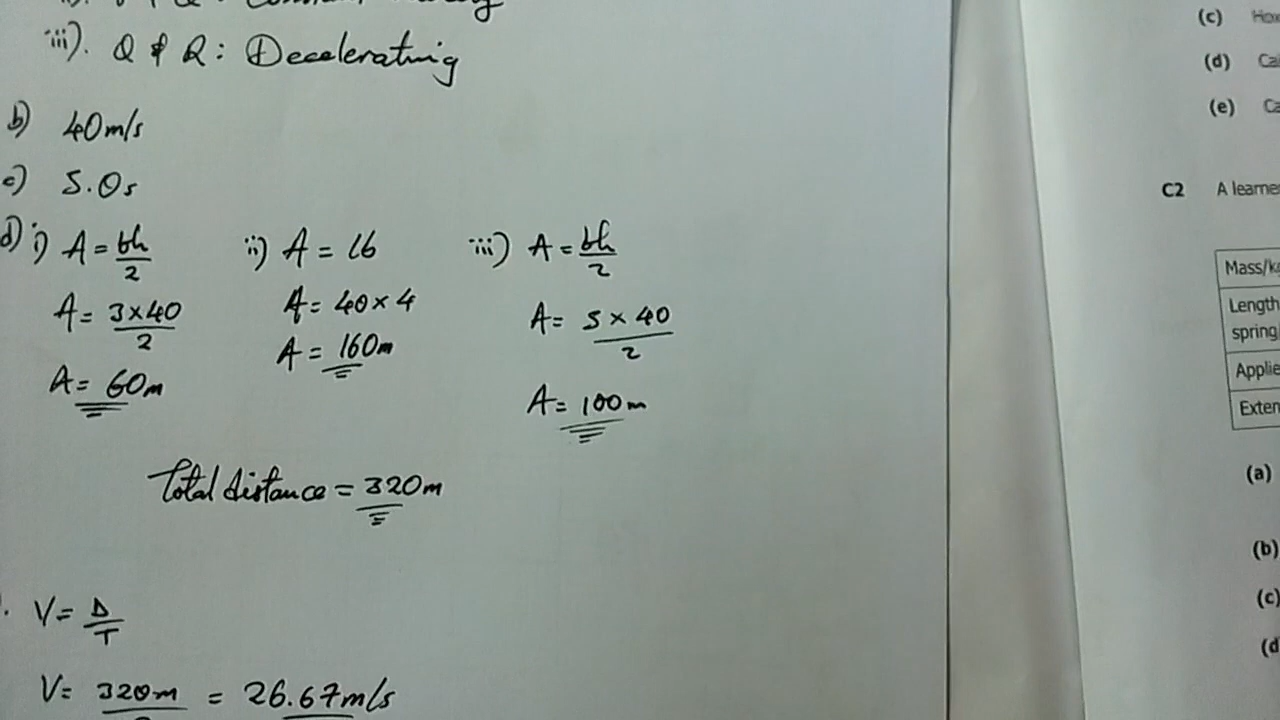 iii). Q & R: Decelerating
b) 40m/s
c) 5.0s
d) i) A = bh/2
A = 3×40/2
A = 60m
ii) A = lb
A = 40×4
A = 160m
iii) A = bh/2
A = 5×40/2
A = 100m
Total distance = 320m
V = D/T
V = 320m = 26.67m/s
(c)
(d)
(e)
C2 A learne
Mass/k
Length
spring
Applie
Exten
(a)
(b)
(c)
(d